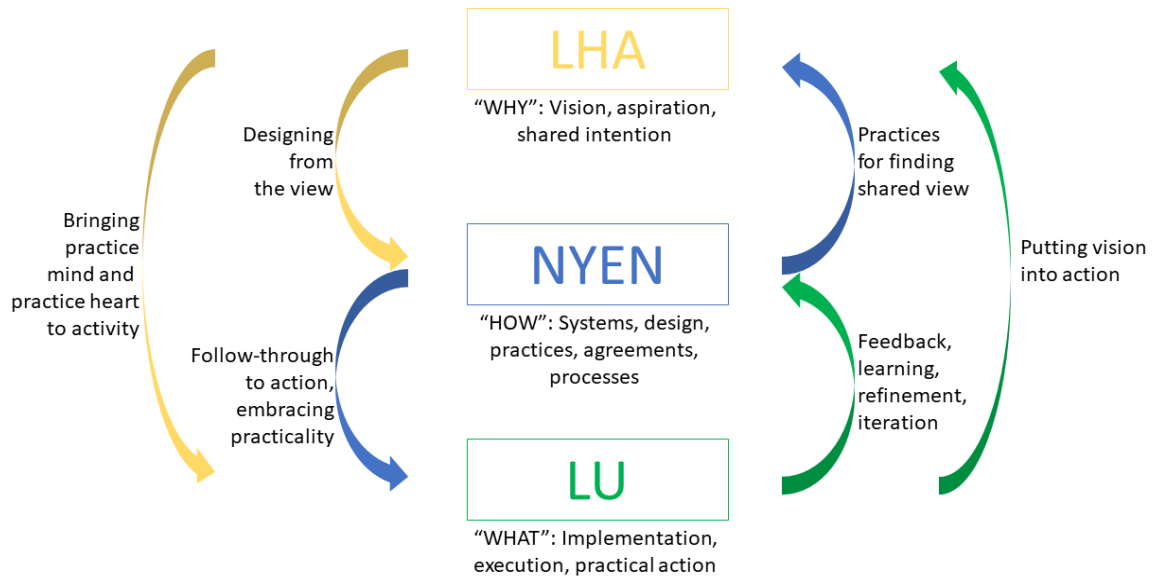 LHA
“WHY”: Vision, aspiration,
shared intention
Designing
from
the view
Practices
for finding
shared view
Bringing
practice
mind and
practice heart
to activity
NYEN
“HOW”: Systems, design,
practices, agreements,
processes
Putting vision
into action
Follow-through
to action,
embracing
practicality
Feedback,
learning,
refinement,
iteration
LU
“WHAT”: Implementation,
execution, practical action